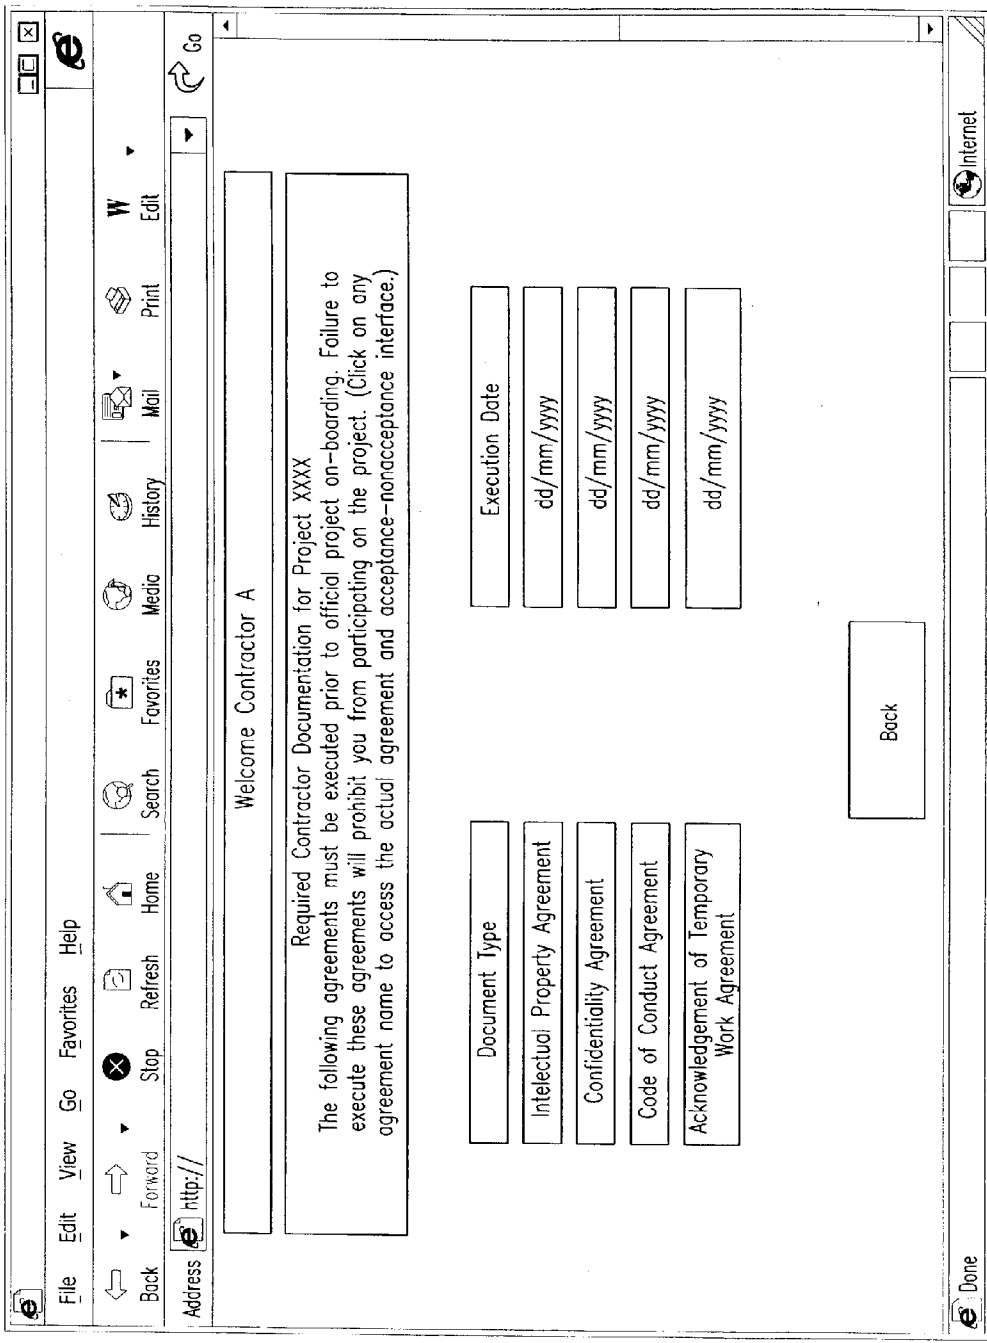 File Edit View Go Favorites Help
Back Forward Stop Refresh Home Search Favorites Media History Mail Print Edit
W
Address http:// Go
Welcome Contractor A
Required Contractor Documentation for Project XXXX
The following agreements must be executed prior to official project on-boarding. Failure to
execute these agreements will prohibit you from participating on the project. (Click on any
agreement name to access the actual agreement and acceptance-nonacceptance interface.)
Document Type Execution Date
Intelectual Property Agreement dd/mm/yyyy
Confidentiality Agreement dd/mm/yyyy
Code of Conduct Agreement dd/mm/yyyy
Acknowledgement of Temporary
Work Agreement dd/mm/yyyy
Back
Done Internet